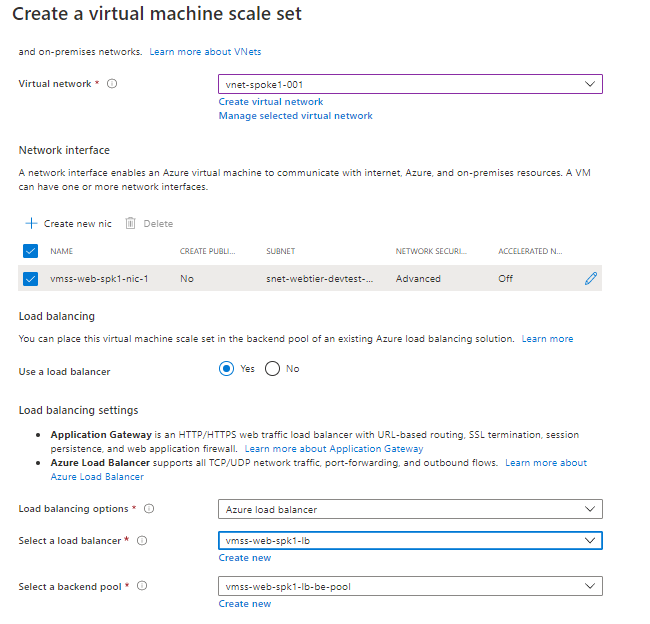 Create a virtual machine scale set
and on-premises networks. Learn more about VNets
Virtual network *
vnet-spoke1-001
Create virtual network
Manage selected virtual network
Network interface
A network interface enables an Azure virtual machine to communicate with internet, Azure, and on-premises resources. A VM
can have one or more network interfaces.
Create new nic Delete
NAME CREATE PUBLI... SUBNET NETWORK SECURI... ACCELERATED N...
vmss-web-spk1-nic-1 No snet-webtier-devtest-... Advanced Off
Load balancing
You can place this virtual machine scale set in the backend pool of an existing Azure load balancing solution. Learn more
Use a load balancer Yes No
Load balancing settings
• Application Gateway is an HTTP/HTTPS web traffic load balancer with URL-based routing, SSL termination, session
persistence, and web application firewall. Learn more about Application Gateway
• Azure Load Balancer supports all TCP/UDP network traffic, port-forwarding, and outbound flows. Learn more about
Azure Load Balancer
Load balancing options * Azure load balancer
Select a load balancer * vmss-web-spk1-lb
Create new
Select a backend pool * vmss-web-spk1-lb-be-pool
Create new